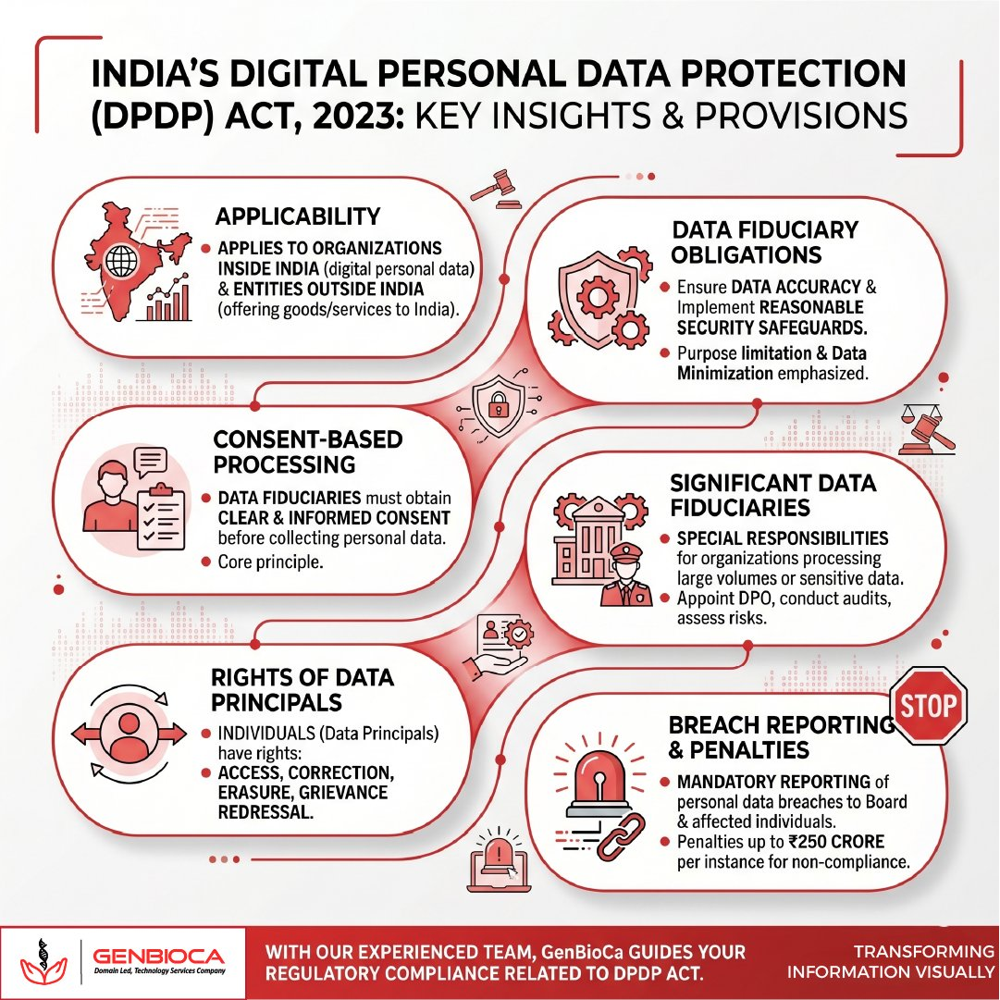 INDIA'S DIGITAL PERSONAL DATA PROTECTION
(DPDP) ACT, 2023: KEY INSIGHTS & PROVISIONS
APPLICABILITY
• APPLIES TO ORGANIZATIONS
INSIDE INDIA (digital personal data)
& ENTITIES OUTSIDE INDIA
(offering goods/services to India).
CONSENT-BASED
PROCESSING
• DATA FIDUCIARIES must obtain
CLEAR & INFORMED CONSENT
before collecting personal data.
• Core principle.
RIGHTS OF DATA
PRINCIPALS
• INDIVIDUALS (Data Principals)
have rights:
• ACCESS, CORRECTION,
ERASURE, GRIEVANCE
REDRESSAL.
DATA FIDUCIARY
OBLIGATIONS
• Ensure DATA ACCURACY &
Implement REASONABLE
SECURITY SAFEGUARDS.
• Purpose limitation & Data
Minimization emphasized.
SIGNIFICANT DATA
FIDUCIARIES
• SPECIAL RESPONSIBILITIES
for organizations processing
large volumes or sensitive data.
• Appoint DPO, conduct audits,
assess risks.
STOP
BREACH REPORTING
& PENALTIES
• MANDATORY REPORTING of
personal data breaches to Board
& affected individuals.
• Penalties up to ₹250 CRORE
per instance for non-compliance.
GENBIOCA
Domain Led, Technology Services Company
WITH OUR EXPERIENCED TEAM, GenBioCa GUIDES YOUR
REGULATORY COMPLIANCE RELATED TO DPDP ACT.
TRANSFORMING
INFORMATION VISUALLY